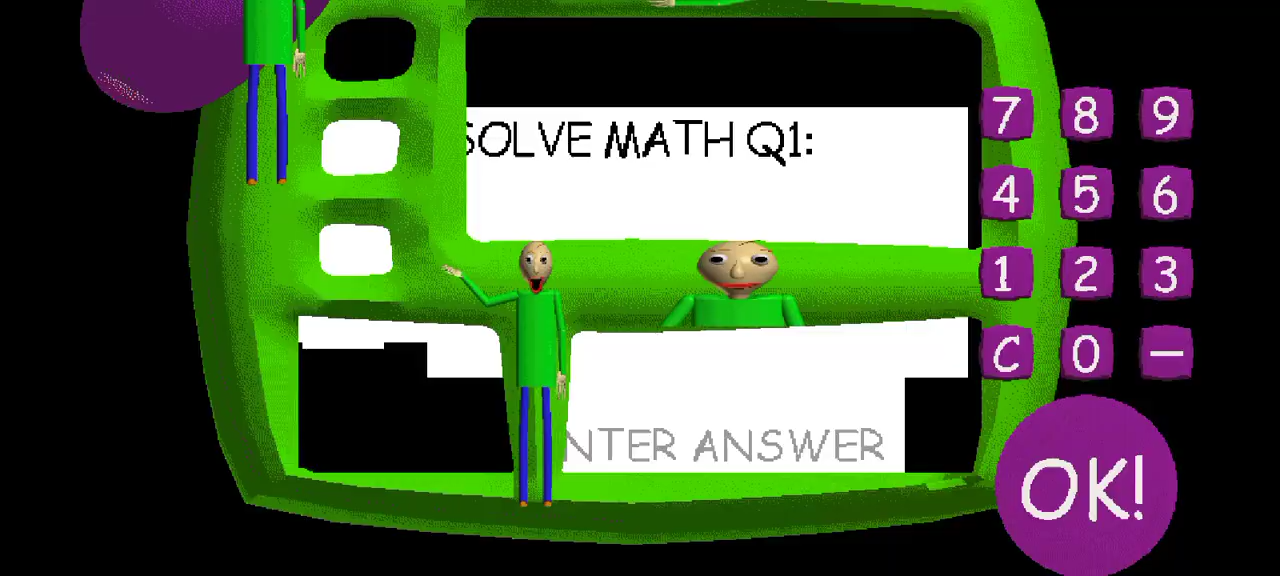 SOLVE MATH Q1:
7 8 9
4 5 6
1 2 3
C 0 —
NTER ANSWER
OK!